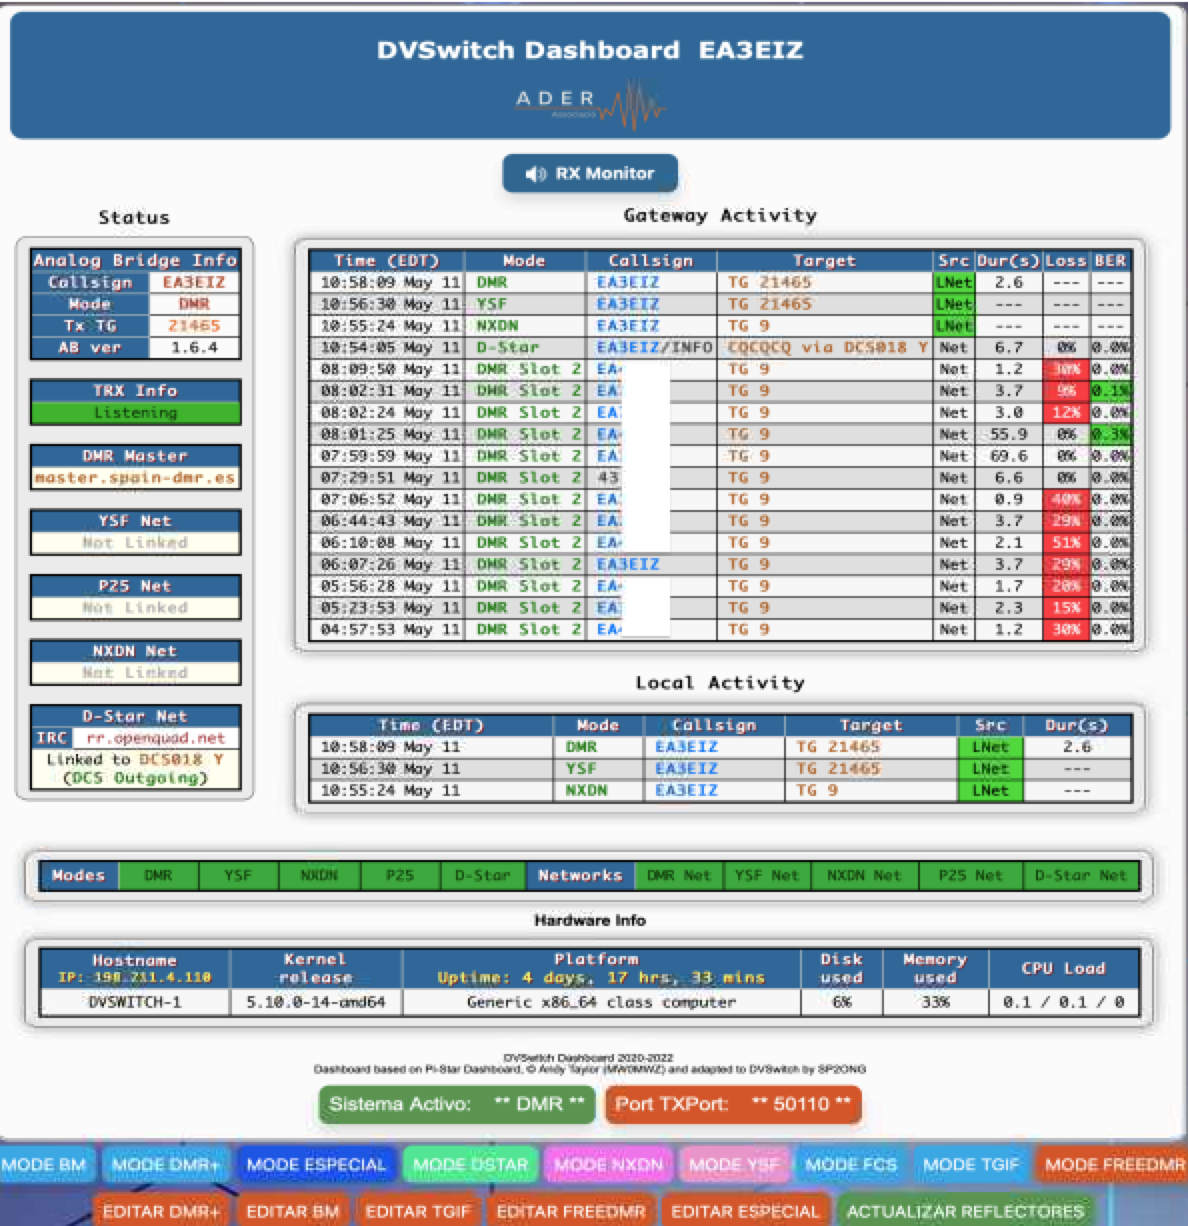 DVSwitch Dashboard EA3EIZ
ADER
Associació
RX Monitor
Status
Analog Bridge Info
Callsign EA3EIZ
Mode DMR
Tx TG 21465
AB ver 1.6.4
TRX Info
Listening
DMR Master
master.spain-dmr.es
YSF Net
Not Linked
P25 Net
Not Linked
NXDN Net
Not Linked
D-Star Net
IRC rr.openquad.net
Linked to DCS018 Y
(DCS Outgoing)
Gateway Activity
Time (EDT) Mode Callsign Target Src Dur(s) Loss BER
10:58:09 May 11 DMR EA3EIZ TG 21465 LNet 2.6 --- ---
10:56:30 May 11 YSF EA3EIZ TG 21465 LNet --- --- ---
10:55:24 May 11 NXDN EA3EIZ TG 9 LNet --- --- ---
10:54:05 May 11 D-Star EA3EIZ/INFO CQCQCQ via DCS018 Y Net 6.7 0% 0.0%
08:09:50 May 11 DMR Slot 2 EA TG 9 Net 1.2 30% 0.0%
08:02:31 May 11 DMR Slot 2 EA TG 9 Net 3.7 9% 0.1%
08:02:24 May 11 DMR Slot 2 EA TG 9 Net 3.0 12% 0.0%
08:01:25 May 11 DMR Slot 2 EA TG 9 Net 55.9 0% 0.3%
07:59:59 May 11 DMR Slot 2 EA TG 9 Net 69.6 0% 0.0%
07:29:51 May 11 DMR Slot 2 43 TG 9 Net 6.6 0% 0.0%
07:06:52 May 11 DMR Slot 2 EA TG 9 Net 0.9 40% 0.0%
06:44:43 May 11 DMR Slot 2 EA TG 9 Net 3.7 29% 0.0%
06:10:08 May 11 DMR Slot 2 EA TG 9 Net 2.1 51% 0.0%
06:07:26 May 11 DMR Slot 2 EA3EIZ TG 9 Net 3.7 29% 0.0%
05:56:28 May 11 DMR Slot 2 EA TG 9 Net 1.7 20% 0.0%
05:23:53 May 11 DMR Slot 2 EA TG 9 Net 2.3 15% 0.0%
04:57:53 May 11 DMR Slot 2 EA TG 9 Net 1.2 30% 0.0%
Local Activity
Time (EDT) Mode Callsign Target Src Dur(s)
10:58:09 May 11 DMR EA3EIZ TG 21465 LNet 2.6
10:56:30 May 11 YSF EA3EIZ TG 21465 LNet ---
10:55:24 May 11 NXDN EA3EIZ TG 9 LNet ---
Modes DMR YSF NXDN P25 D-Star Networks DMR Net YSF Net NXDN Net P25 Net D-Star Net
Hardware Info
Hostname Kernel Platform Disk Memory CPU Load
IP: 198.211.4.110 release Uptime: 4 days, 17 hrs, 33 mins used used
DVSWITCH-1 5.10.0-14-amd64 Generic x86_64 class computer 6% 33% 0.1 / 0.1 / 0
DVSwitch Dashboard 2020-2022
Dashboard based on Pi-Star Dashboard, © Andy Taylor (MW0MWZ) and adapted to DVSwitch by SP2ONG
Sistema Activo: ** DMR ** Port TXPort: ** 50110 **
MODE BM MODE DMR+ MODE ESPECIAL MODE DSTAR MODE NXDN MODE YSF MODE FCS MODE TGIF MODE FREEDMR
EDITAR DMR+ EDITAR BM EDITAR TGIF EDITAR FREEDMR EDITAR ESPECIAL ACTUALIZAR REFLECTORES